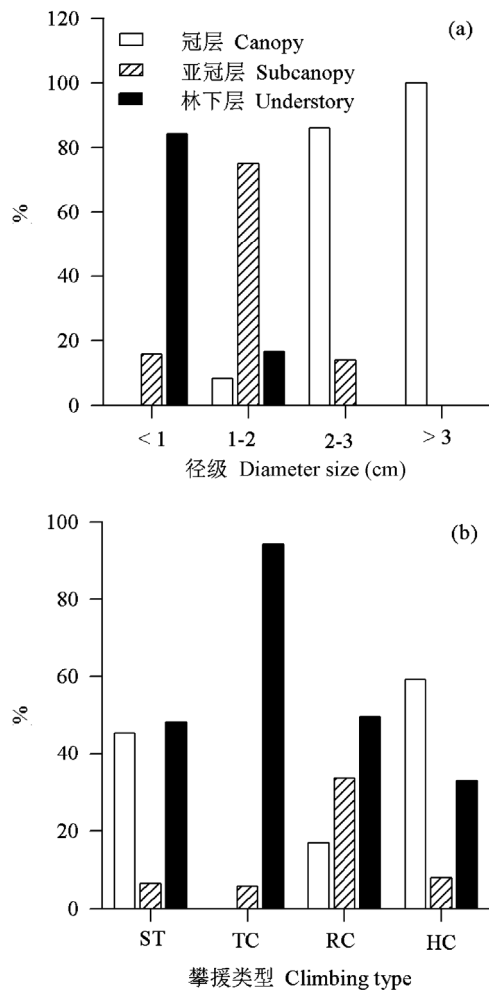 (a)
冠层 Canopy
亚冠层 Subcanopy
林下层 Understory
120
100
80
60
40
20
0
%
< 1 1-2 2-3 > 3
径级 Diameter size (cm)
(b)
100
80
60
40
20
0
%
ST TC RC HC
攀援类型 Climbing type